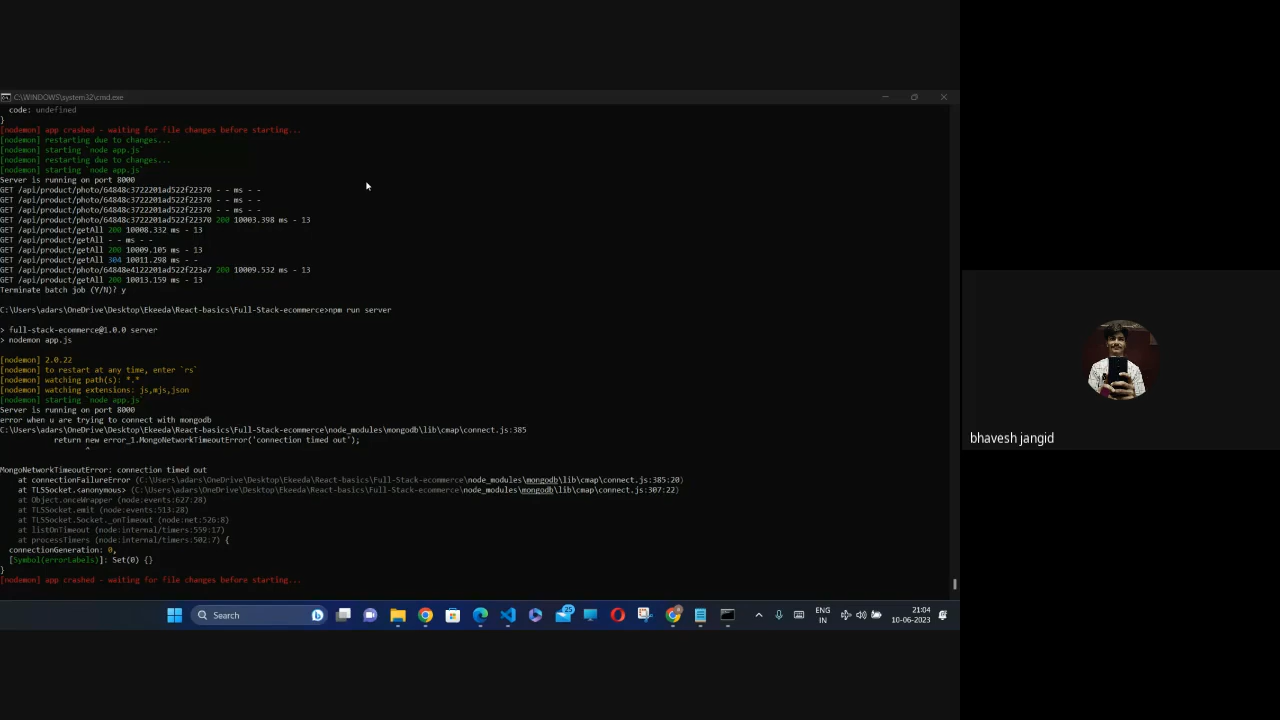 C:\WINDOWS\system32\cmd.exe
code: undefined
}
[nodemon] app crashed - waiting for file changes before starting...
[nodemon] restarting due to changes...
[nodemon] starting `node app.js`
[nodemon] restarting due to changes...
[nodemon] starting `node app.js`
Server is running on port 8000
GET /api/product/photo/64848c3722201ad522f22370 - - ms - -
GET /api/product/photo/64848c3722201ad522f22370 - - ms - -
GET /api/product/photo/64848c3722201ad522f22370 - - ms - -
GET /api/product/photo/64848c3722201ad522f22370 200 10003.398 ms - 13
GET /api/product/getAll 200 10008.332 ms - 13
GET /api/product/getAll - - ms - -
GET /api/product/getAll 200 10009.105 ms - 13
GET /api/product/getAll 304 10011.298 ms - -
GET /api/product/photo/64848e4122201ad522f223a7 200 10009.532 ms - 13
GET /api/product/getAll 200 10013.159 ms - 13
Terminate batch job (Y/N)? y
C:\Users\adars\OneDrive\Desktop\Ekeeda\React-basics\Full-Stack-ecommerce>npm run server
> full-stack-ecommerce@1.0.0 server
> nodemon app.js
[nodemon] 2.0.22
[nodemon] to restart at any time, enter `rs`
[nodemon] watching path(s): *.*
[nodemon] watching extensions: js,mjs,json
[nodemon] starting `node app.js`
Server is running on port 8000
error when u are trying to connect with mongodb
C:\Users\adars\OneDrive\Desktop\Ekeeda\React-basics\Full-Stack-ecommerce\node_modules\mongodb\lib\cmap\connect.js:385
return new error_1.MongoNetworkTimeoutError('connection timed out');
^
MongoNetworkTimeoutError: connection timed out
at connectionFailureError (C:\Users\adars\OneDrive\Desktop\Ekeeda\React-basics\Full-Stack-ecommerce\node_modules\mongodb\lib\cmap\connect.js:385:20)
at TLSSocket.<anonymous> (C:\Users\adars\OneDrive\Desktop\Ekeeda\React-basics\Full-Stack-ecommerce\node_modules\mongodb\lib\cmap\connect.js:307:22)
at Object.onceWrapper (node:events:627:28)
at TLSSocket.emit (node:events:513:28)
at TLSSocket.Socket._onTimeout (node:net:526:8)
at listOnTimeout (node:internal/timers:559:17)
at processTimers (node:internal/timers:502:7) {
connectionGeneration: 0,
[Symbol(errorLabels)]: Set(0) {}
}
[nodemon] app crashed - waiting for file changes before starting...
bhavesh jangid
Search
25
ENG
IN
21:04
10-06-2023